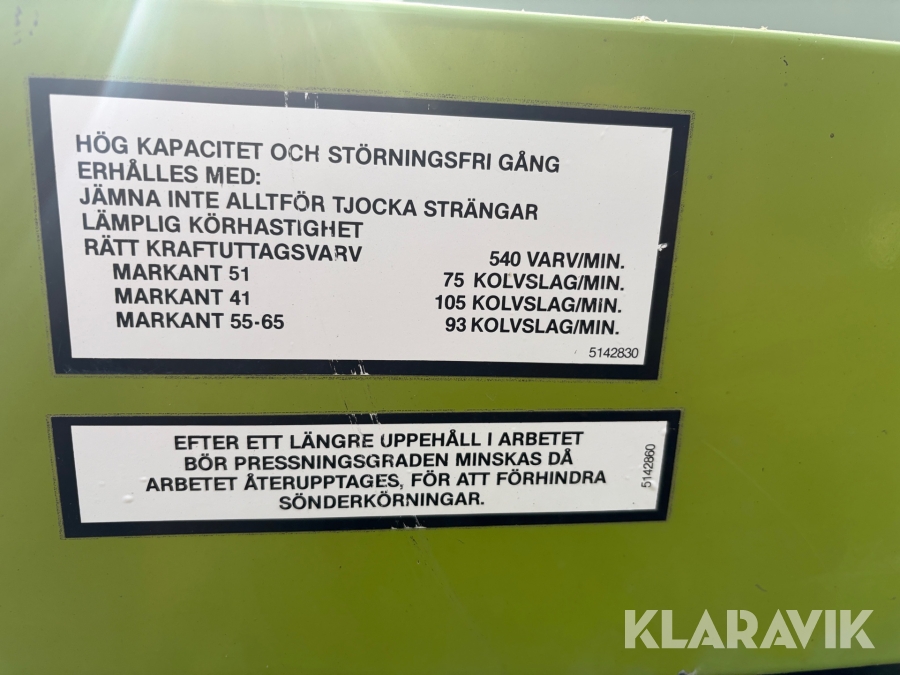 HÖG KAPACITET OCH STÖRNINGSFRI GÅNG
ERHÅLLES MED:
JÄMNA INTE ALLTFÖR TJOCKA STRÄNGAR
LÄMPLIG KÖRHASTIGHET
RÄTT KRAFTUTTAGSVARV 540 VARV/MIN.
MARKANT 51 75 KOLVSLAG/MIN.
MARKANT 41 105 KOLVSLAG/MIN.
MARKANT 55-65 93 KOLVSLAG/MIN.
5142830
EFTER ETT LÄNGRE UPPEHÅLL I ARBETET
BÖR PRESSNINGSGRADEN MINSKAS DÅ
ARBETET ÅTERUPPTAGES, FÖR ATT FÖRHINDRA
SÖNDERKÖRNINGAR.
5142860
KLARAVIK